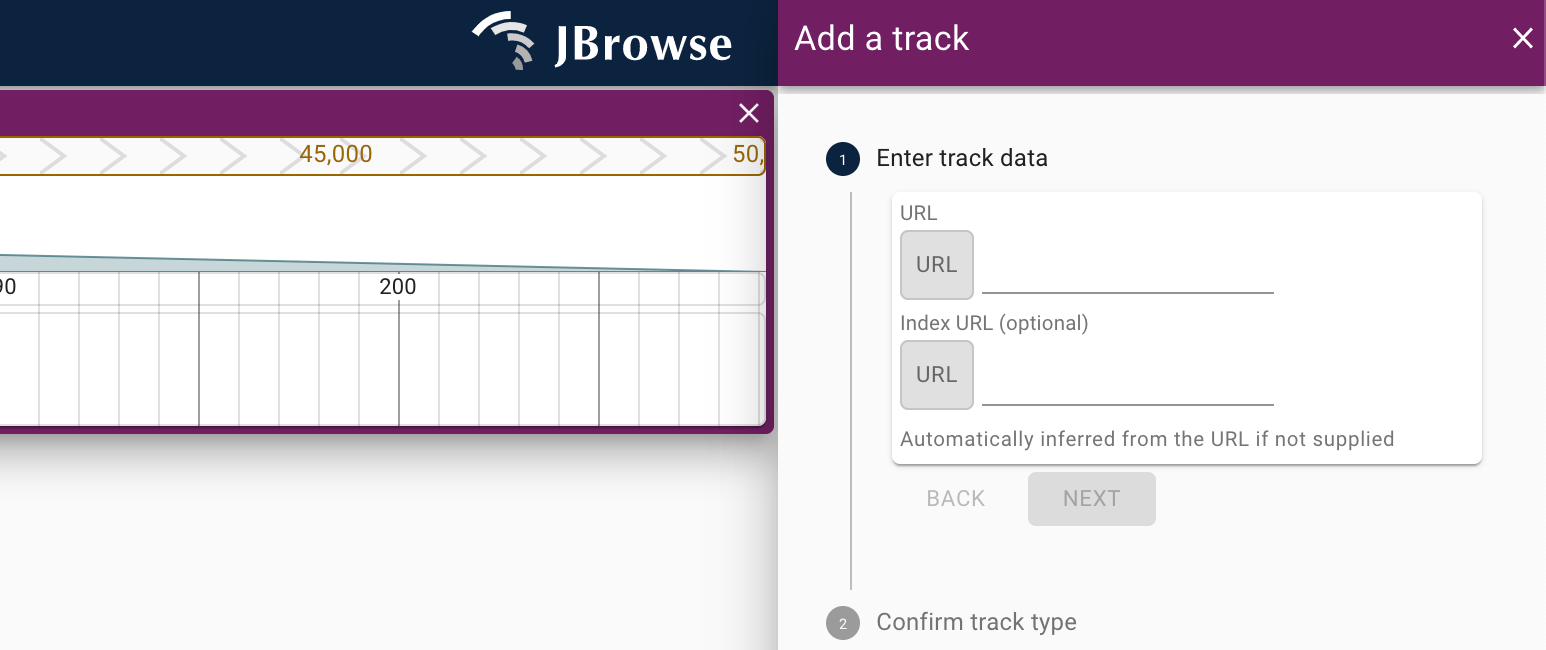 JBrowse
45,000
50,
90
200
Add a track
1
Enter track data
URL
URL
Index URL (optional)
URL
Automatically inferred from the URL if not supplied
BACK
NEXT
2
Confirm track type